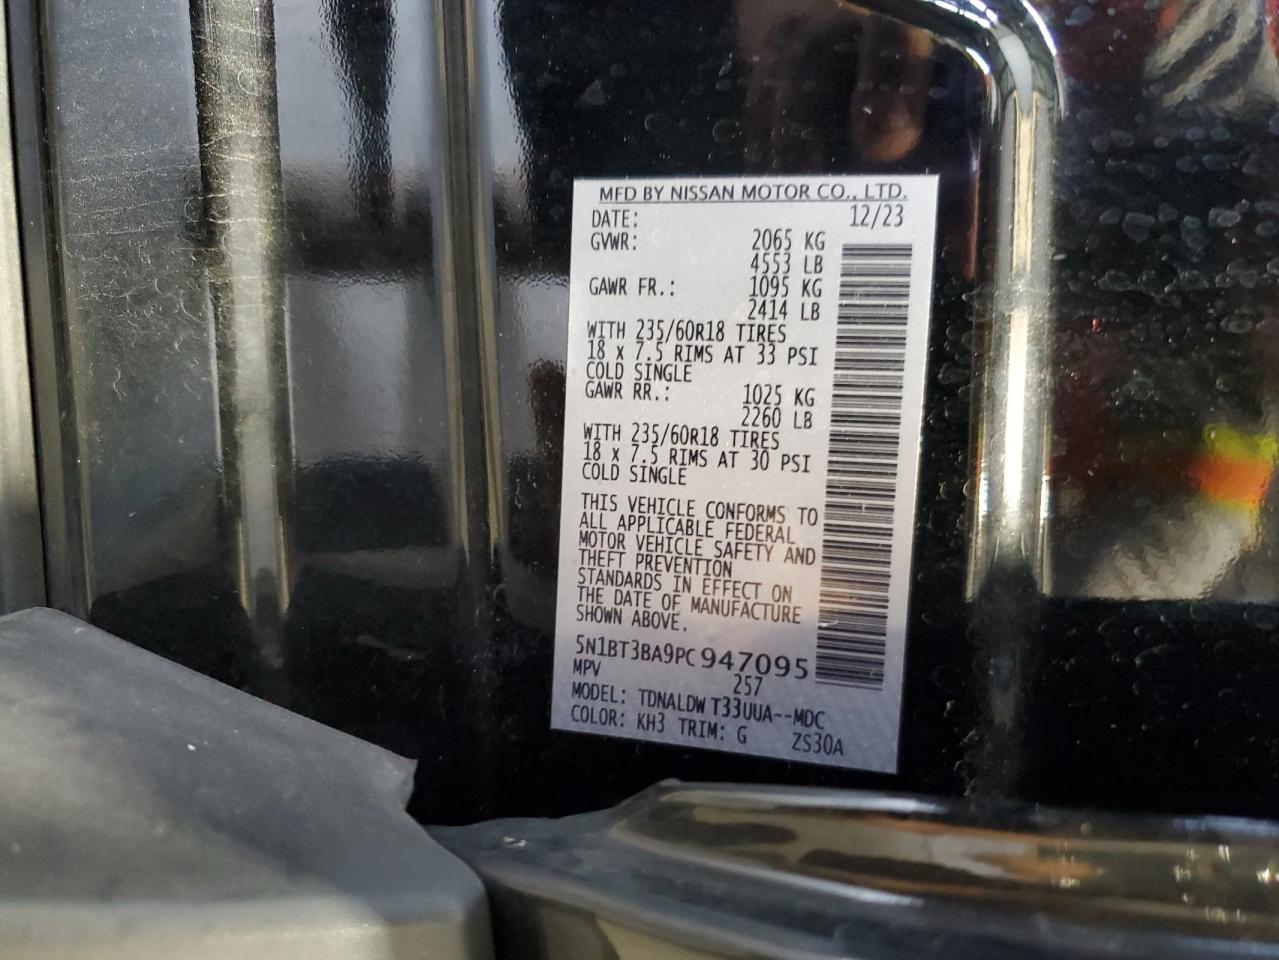 MFD BY NISSAN MOTOR CO., LTD.
DATE: 12/23
GVWR: 2065 KG
4553 LB
GAWR FR.: 1095 KG
2414 LB
WITH 235/60R18 TIRES
18 X 7.5 RIMS AT 33 PSI
COLD SINGLE
GAWR RR.: 1025 KG
2260 LB
WITH 235/60R18 TIRES
18 X 7.5 RIMS AT 30 PSI
COLD SINGLE
THIS VEHICLE CONFORMS TO
ALL APPLICABLE FEDERAL
MOTOR VEHICLE SAFETY AND
THEFT PREVENTION
STANDARDS IN EFFECT ON
THE DATE OF MANUFACTURE
SHOWN ABOVE.
5N1BT3BA9PC947095
MPV 257
MODEL: TDNALDW T33UUA--MDC
COLOR: KH3 TRIM: G ZS30A